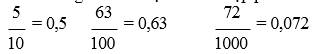 5/10 = 0,5   63/100 = 0,63   72/1000 = 0,072